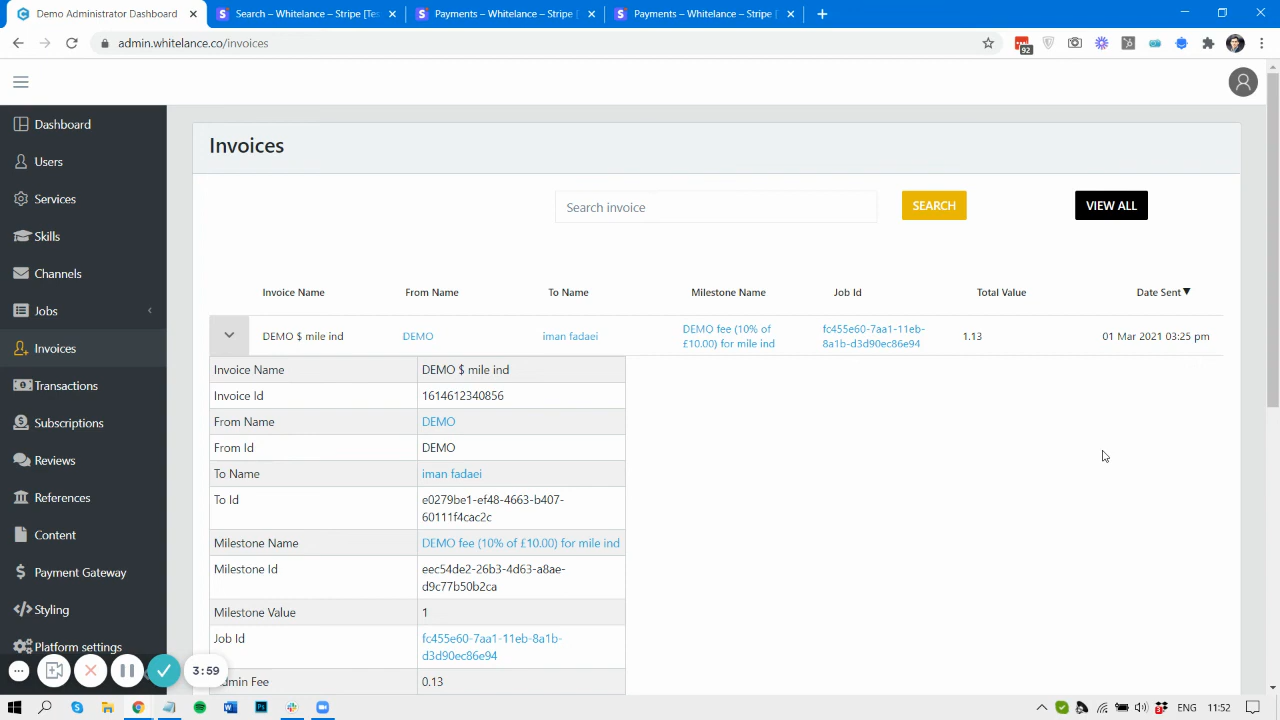 Demo Administrator Dashboard
Search – Whitelance – Stripe [Tes
Payments – Whitelance – Stripe [
Payments – Whitelance – Stripe [
admin.whitelance.co/invoices
92
Dashboard
Users
Services
Skills
Channels
Jobs
Invoices
Transactions
Subscriptions
Reviews
References
Content
Payment Gateway
Styling
Platform settings
Invoices
Search invoice
SEARCH
VIEW ALL
Invoice Name From Name To Name Milestone Name Job Id Total Value Date Sent▼
DEMO $ mile ind DEMO iman fadaei DEMO fee (10% of fc455e60-7aa1-11eb- 1.13 01 Mar 2021 03:25 pm
£10.00) for mile ind 8a1b-d3d90ec86e94
Invoice Name DEMO $ mile ind
Invoice Id 1614612340856
From Name DEMO
From Id DEMO
To Name iman fadaei
To Id e0279be1-ef48-4663-b407-
60111f4cac2c
Milestone Name DEMO fee (10% of £10.00) for mile ind
Milestone Id eec54de2-26b3-4d63-a8ae-
d9c77b50b2ca
Milestone Value 1
Job Id fc455e60-7aa1-11eb-8a1b-
d3d90ec86e94
dmin Fee 0.13
3:59
ENG 11:52